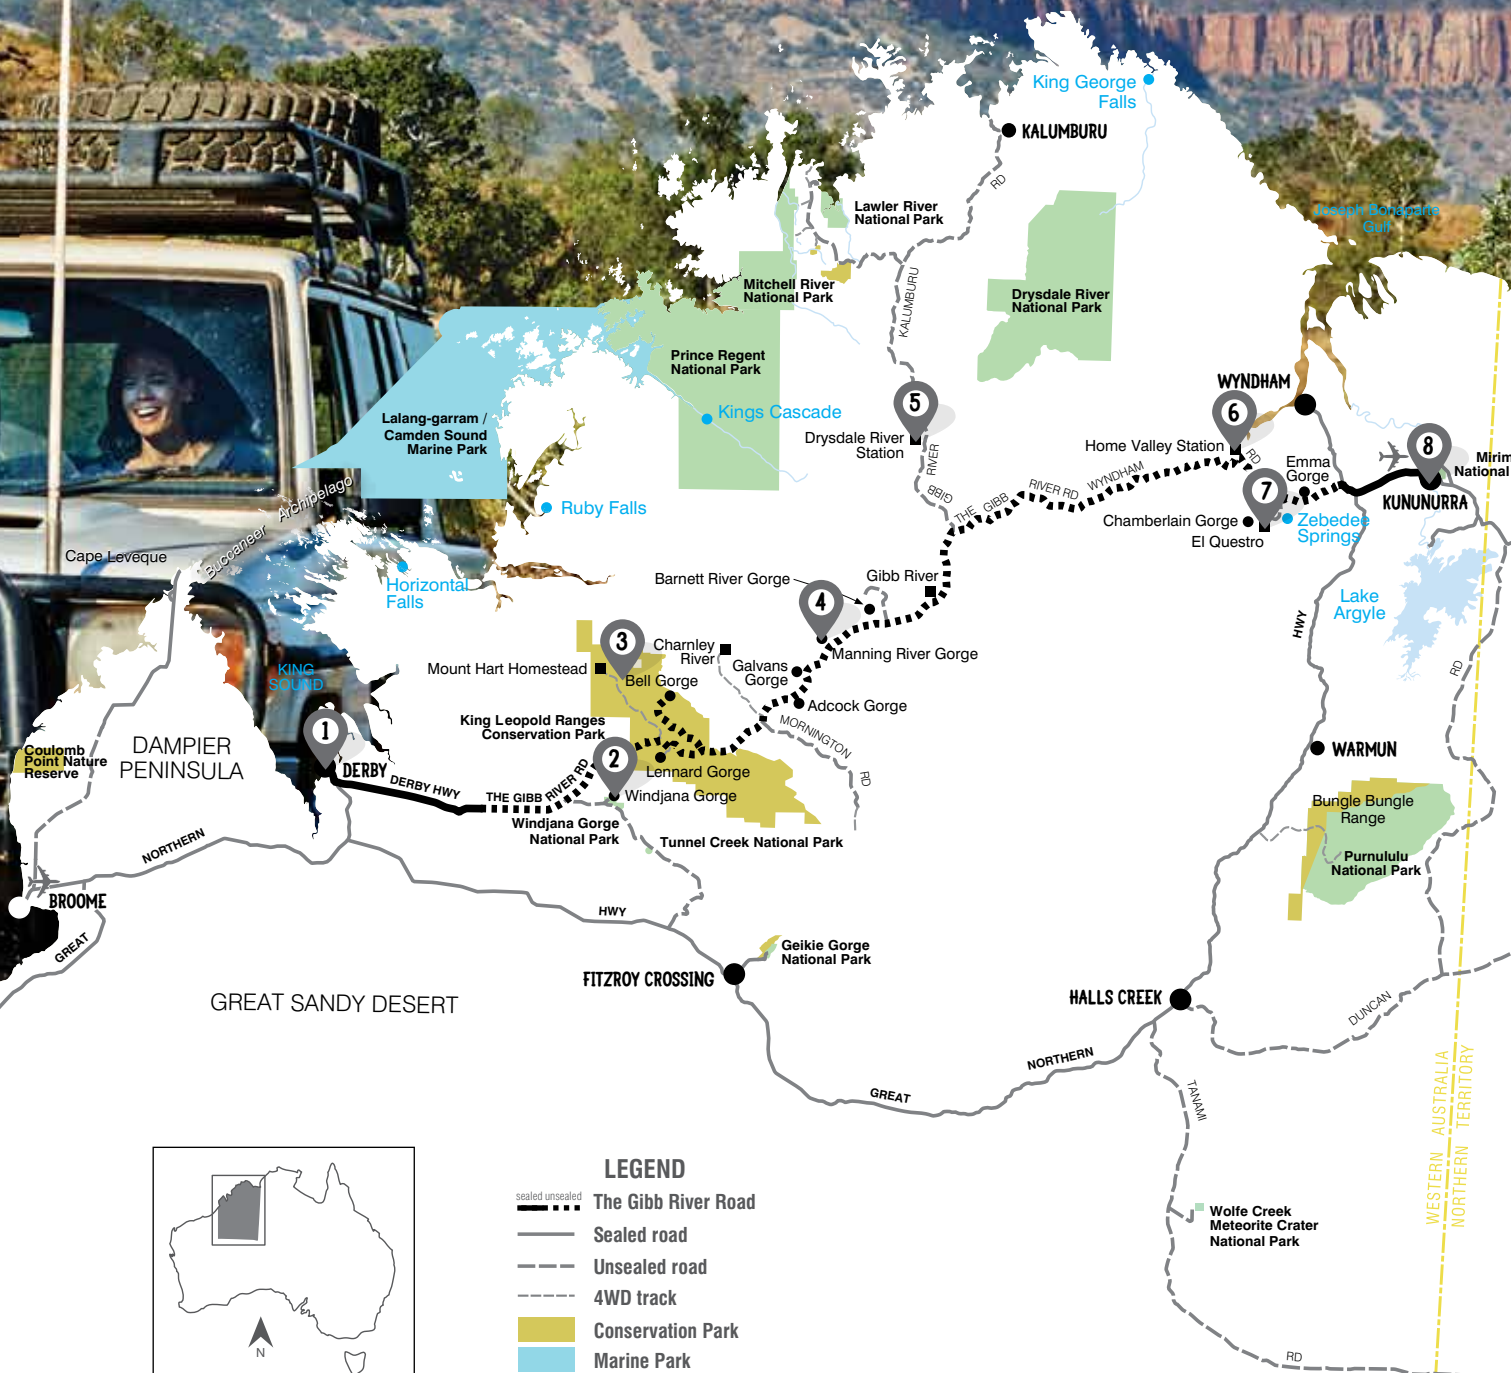 King George
Falls
KALUMBURU
RD
Lawler River
National Park
Joseph Bonaparte
Gulf
KALUMBURU
Mitchell River
National Park
Drysdale River
National Park
Prince Regent
National Park
Kings Cascade
Lalang-garram /
Camden Sound
Marine Park
5
Drysdale River
Station
RIVER
GIBB
WYNDHAM
6
Home Valley Station
RD
Emma
Gorge
8
Mirim
National
KUNUNURRA
7
Chamberlain Gorge
El Questro
Zebedee
Springs
THE GIBB
RIVER RD
WYNDHAM
Ruby Falls
Buccaneer Archipelago
Cape Leveque
Horizontal
Falls
Barnett River Gorge
Gibb River
4
Manning River Gorge
Lake
Argyle
HWY
RD
3
Mount Hart Homestead
Bell Gorge
Charnley
River
Galvans
Gorge
Adcock Gorge
MORNINGTON
RD
KING
SOUND
King Leopold Ranges
Conservation Park
1
DERBY
DERBY HWY
THE GIBB
RIVER RD
2
Lennard Gorge
Windjana Gorge
Windjana Gorge
National Park
Tunnel Creek National Park
Coulomb
Point Nature
Reserve
DAMPIER
PENINSULA
WARMUN
Bungle Bungle
Range
Purnululu
National Park
NORTHERN
BROOME
GREAT
HWY
Geikie Gorge
National Park
FITZROY CROSSING
GREAT SANDY DESERT
HALLS CREEK
DUNCAN
NORTHERN
GREAT
TANAMI
WESTERN AUSTRALIA
NORTHERN TERRITORY
Wolfe Creek
Meteorite Crater
National Park
RD
N
LEGEND
sealed unsealed
The Gibb River Road
Sealed road
Unsealed road
4WD track
Conservation Park
Marine Park